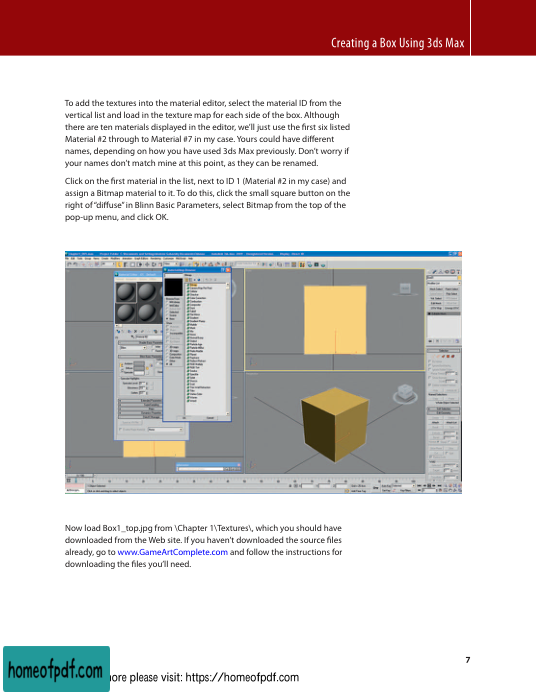 Creating a Box Using 3ds Max
To add the textures into the material editor, select the material ID from the
vertical list and load in the texture map for each side of the box. Although
there are ten materials displayed in the editor, we'll just use the first six listed
Material #2 through to Material #7 in my case. Yours could have different
names, depending on how you have used 3ds Max previously. Don't worry if
your names don't match mine at this point, as they can be renamed.
Click on the first material in the list, next to ID 1 (Material #2 in my case) and
assign a Bitmap material to it. To do this, click the small square button on the
right of "diffuse" in Blinn Basic Parameters, select Bitmap from the top of the
pop-up menu, and click OK.
Now load Box1_top.jpg from \Chapter 1\Textures\, which you should have
downloaded from the Web site. If you haven't downloaded the source files
already, go to www.GameArtComplete.com and follow the instructions for
downloading the files you'll need.
7
homeofpdf.com
please visit: https://homeofpdf.com